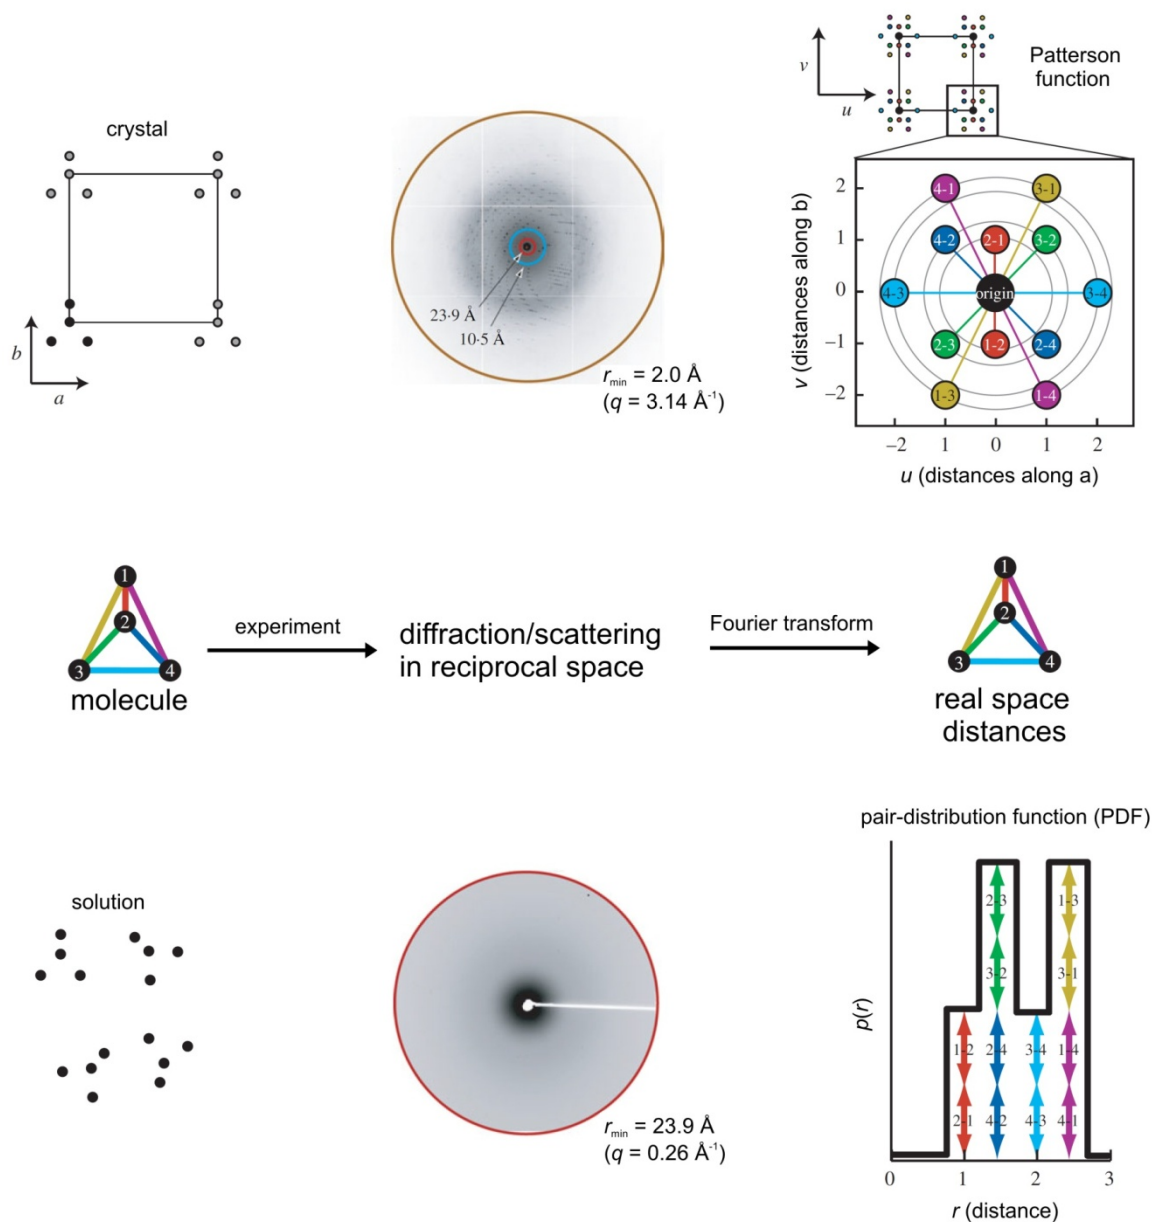 v
u
Patterson
function
crystal
b
a
23·9 Å
10·5 Å
r_min = 2.0 Å
(q = 3.14 Å⁻¹)
v (distances along b)
2
1
0
−1
−2
4-1
3-1
4-2
2-1
3-2
4-3
origin
3-4
2-3
1-2
2-4
1-3
1-4
−2
1
0
1
2
u (distances along a)
1
2
3
4
molecule
experiment
diffraction/scattering
in reciprocal space
Fourier transform
1
2
3
4
real space
distances
solution
r_min = 23.9 Å
(q = 0.26 Å⁻¹)
pair-distribution function (PDF)
p(r)
2-3
1-3
3-2
3-1
1-2
2-4
3-4
1-4
2-1
4-2
4-3
4-1
0
1
2
3
r (distance)